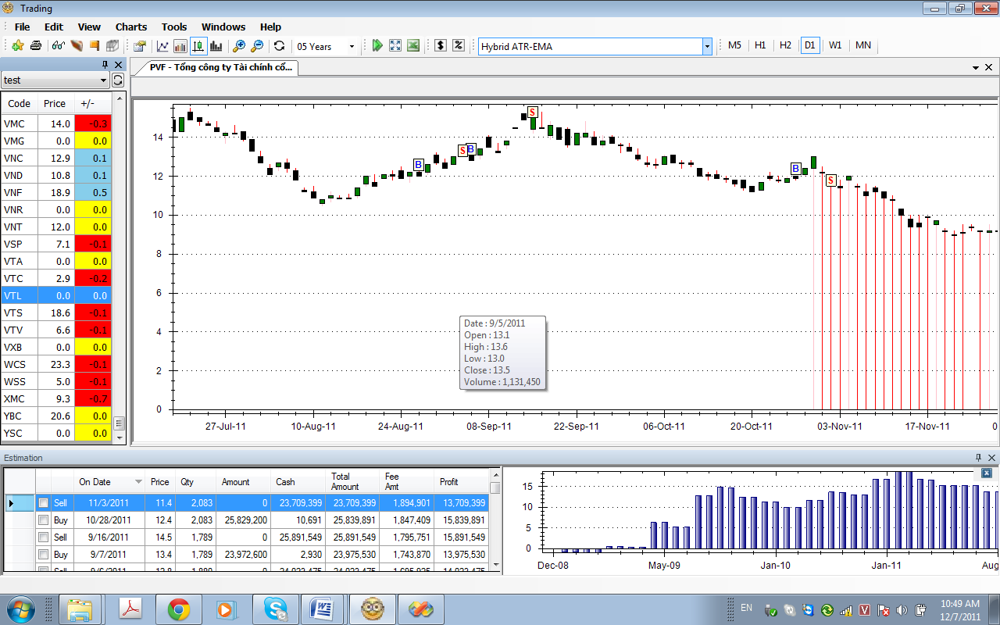 Trading
File Edit View Charts Tools Windows Help
05 Years Hybrid ATR-EMA M5 H1 H2 D1 W1 MN
test
PVF - Tổng công ty Tài chính cổ...
Code Price +/-
VMC 14.0 -0.3
VMG 0.0 0.0
VNC 12.9 0.1
VND 10.8 0.1
VNF 18.9 0.5
VNR 0.0 0.0
VNT 12.0 0.0
VSP 7.1 -0.1
VTA 0.0 0.0
VTC 2.9 -0.2
VTL 0.0 0.0
VTS 18.6 -0.1
VTV 6.6 -0.1
VXB 0.0 0.0
WCS 23.3 -0.1
WSS 5.0 -0.1
XMC 9.3 -0.7
YBC 20.6 0.0
YSC 0.0 0.0
14
12
10
8
6
4
2
0
B
S B
S
B
S
Date : 9/5/2011
Open : 13.1
High : 13.6
Low : 13.0
Close : 13.5
Volume : 1,131,450
27-Jul-11 10-Aug-11 24-Aug-11 08-Sep-11 22-Sep-11 06-Oct-11 20-Oct-11 03-Nov-11 17-Nov-11 0
Estimation
On Date Price Qty Amount Cash Total Amount Fee Amt Profit
Sell 11/3/2011 11.4 2,083 0 23,709,399 23,709,399 1,894,901 13,709,399
Buy 10/28/2011 12.4 2,083 25,829,200 10,691 25,839,891 1,847,409 15,839,891
Sell 9/16/2011 14.5 1,789 0 25,891,549 25,891,549 1,795,751 15,891,549
Buy 9/7/2011 13.4 1,789 23,972,600 2,930 23,975,530 1,743,870 13,975,530
15
10
5
0
Dec-08 May-09 Jan-10 Jan-11 Aug
EN
10:49 AM
12/7/2011